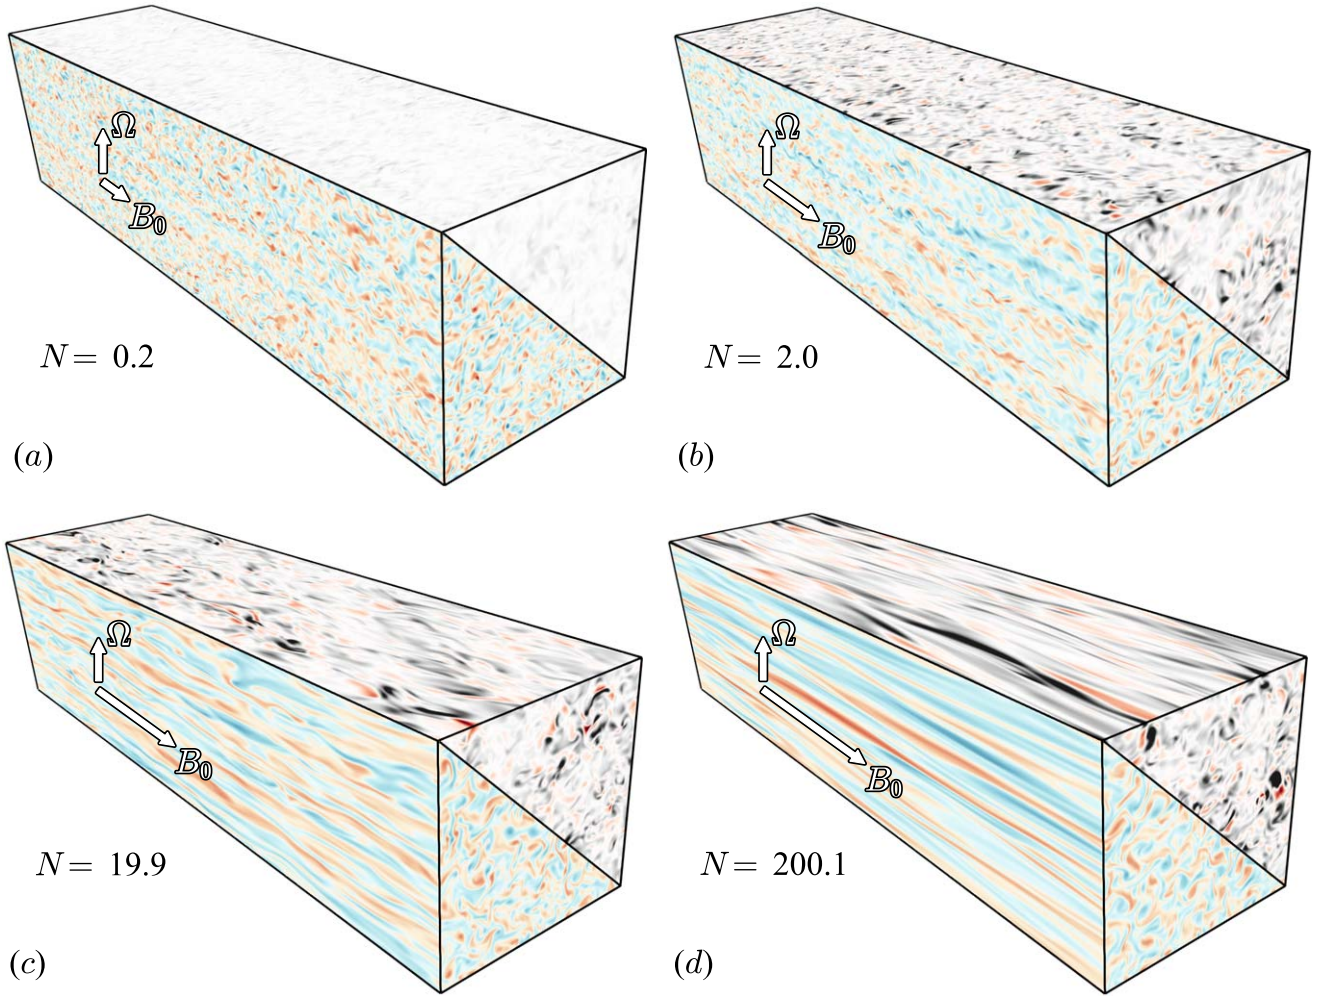 Ω
B₀
N = 0.2
(a)
Ω
B₀
N = 2.0
(b)
Ω
B₀
N = 19.9
(c)
Ω
B₀
N = 200.1
(d)